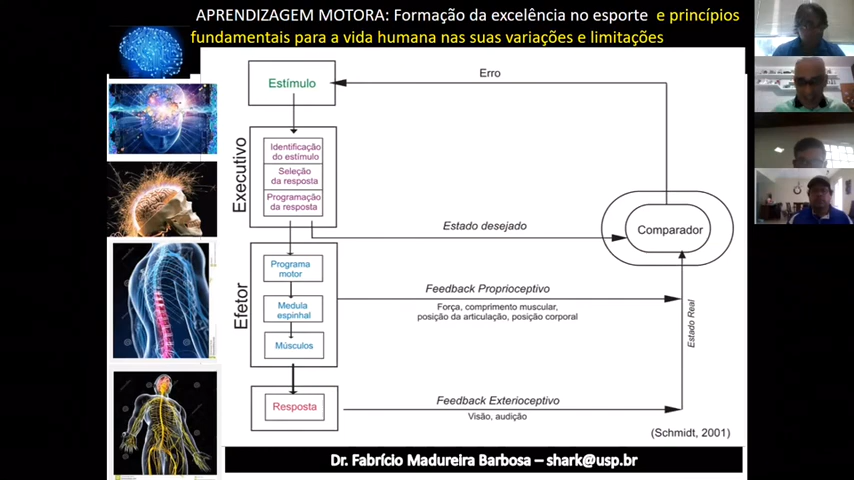 APRENDIZAGEM MOTORA: Formação da excelência no esporte e princípios
fundamentais para a vida humana nas suas variações e limitações
Estímulo
Erro
Executivo
Identificação
do estímulo
Seleção
da resposta
Programação
da resposta
Estado desejado
Comparador
Efetor
Programa
motor
Medula
espinhal
Músculos
Feedback Proprioceptivo
Força, comprimento muscular,
posição da articulação, posição corporal
Estado Real
Resposta
Feedback Exterioceptivo
Visão, audição
(Schmidt, 2001)
Dr. Fabrício Madureira Barbosa – shark@usp.br